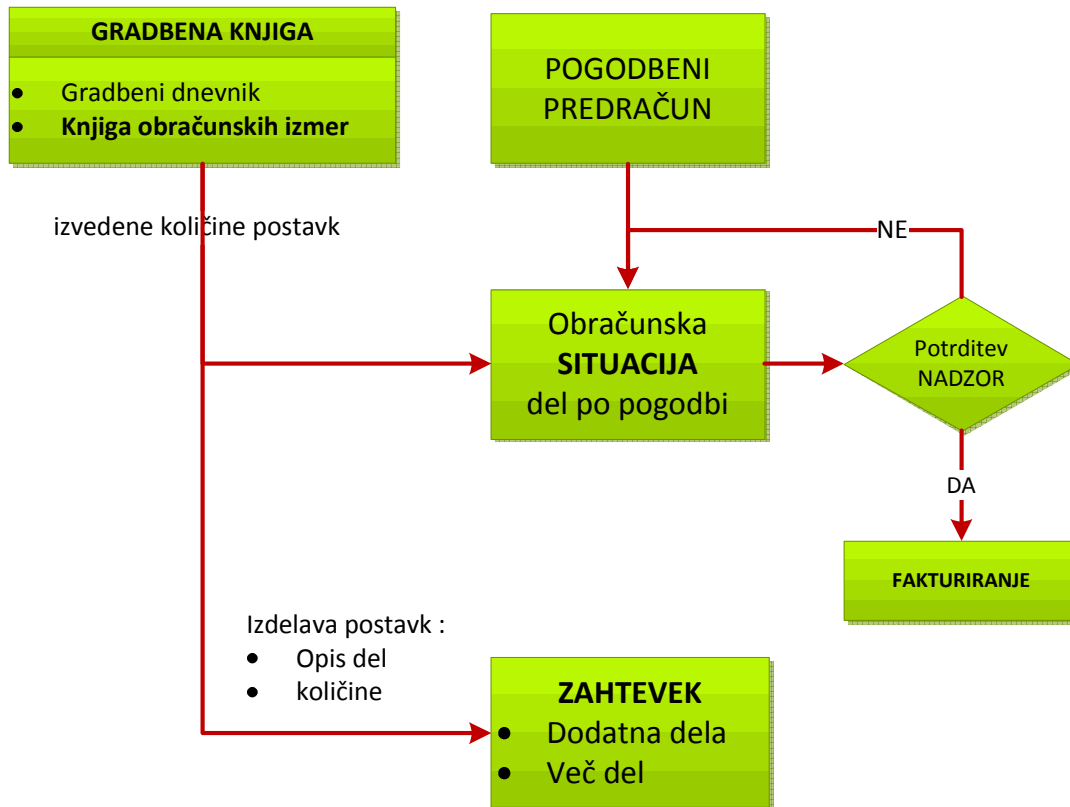 GRADBENA KNJIGA
• Gradbeni dnevnik
• Knjiga obračunskih izmer
POGODBENI
PREDRAČUN
izvedene količine postavk
NE
Obračunska
SITUACIJA
del po pogodbi
Potrditev
NADZOR
DA
FAKTURIRANJE
Izdelava postavk :
• Opis del
• količine
ZAHTEVEK
• Dodatna dela
• Več del